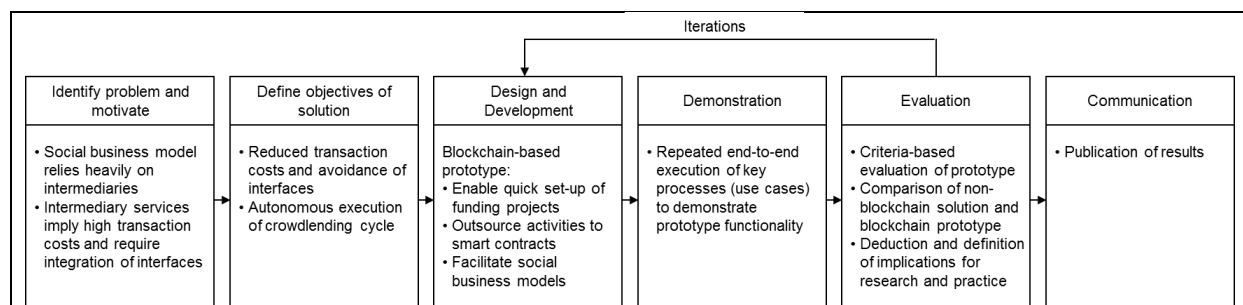 Iterations
Identify problem and
motivate
• Social business model
relies heavily on
intermediaries
• Intermediary services
imply high transaction
costs and require
integration of interfaces
Define objectives of
solution
• Reduced transaction
costs and avoidance of
interfaces
• Autonomous execution
of crowdlending cycle
Design and
Development
Blockchain-based
prototype:
• Enable quick set-up of
funding projects
• Outsource activities to
smart contracts
• Facilitate social
business models
Demonstration
• Repeated end-to-end
execution of key
processes (use cases)
to demonstrate
prototype functionality
Evaluation
• Criteria-based
evaluation of prototype
• Comparison of non-
blockchain solution and
blockchain prototype
• Deduction and definition
of implications for
research and practice
Communication
• Publication of results